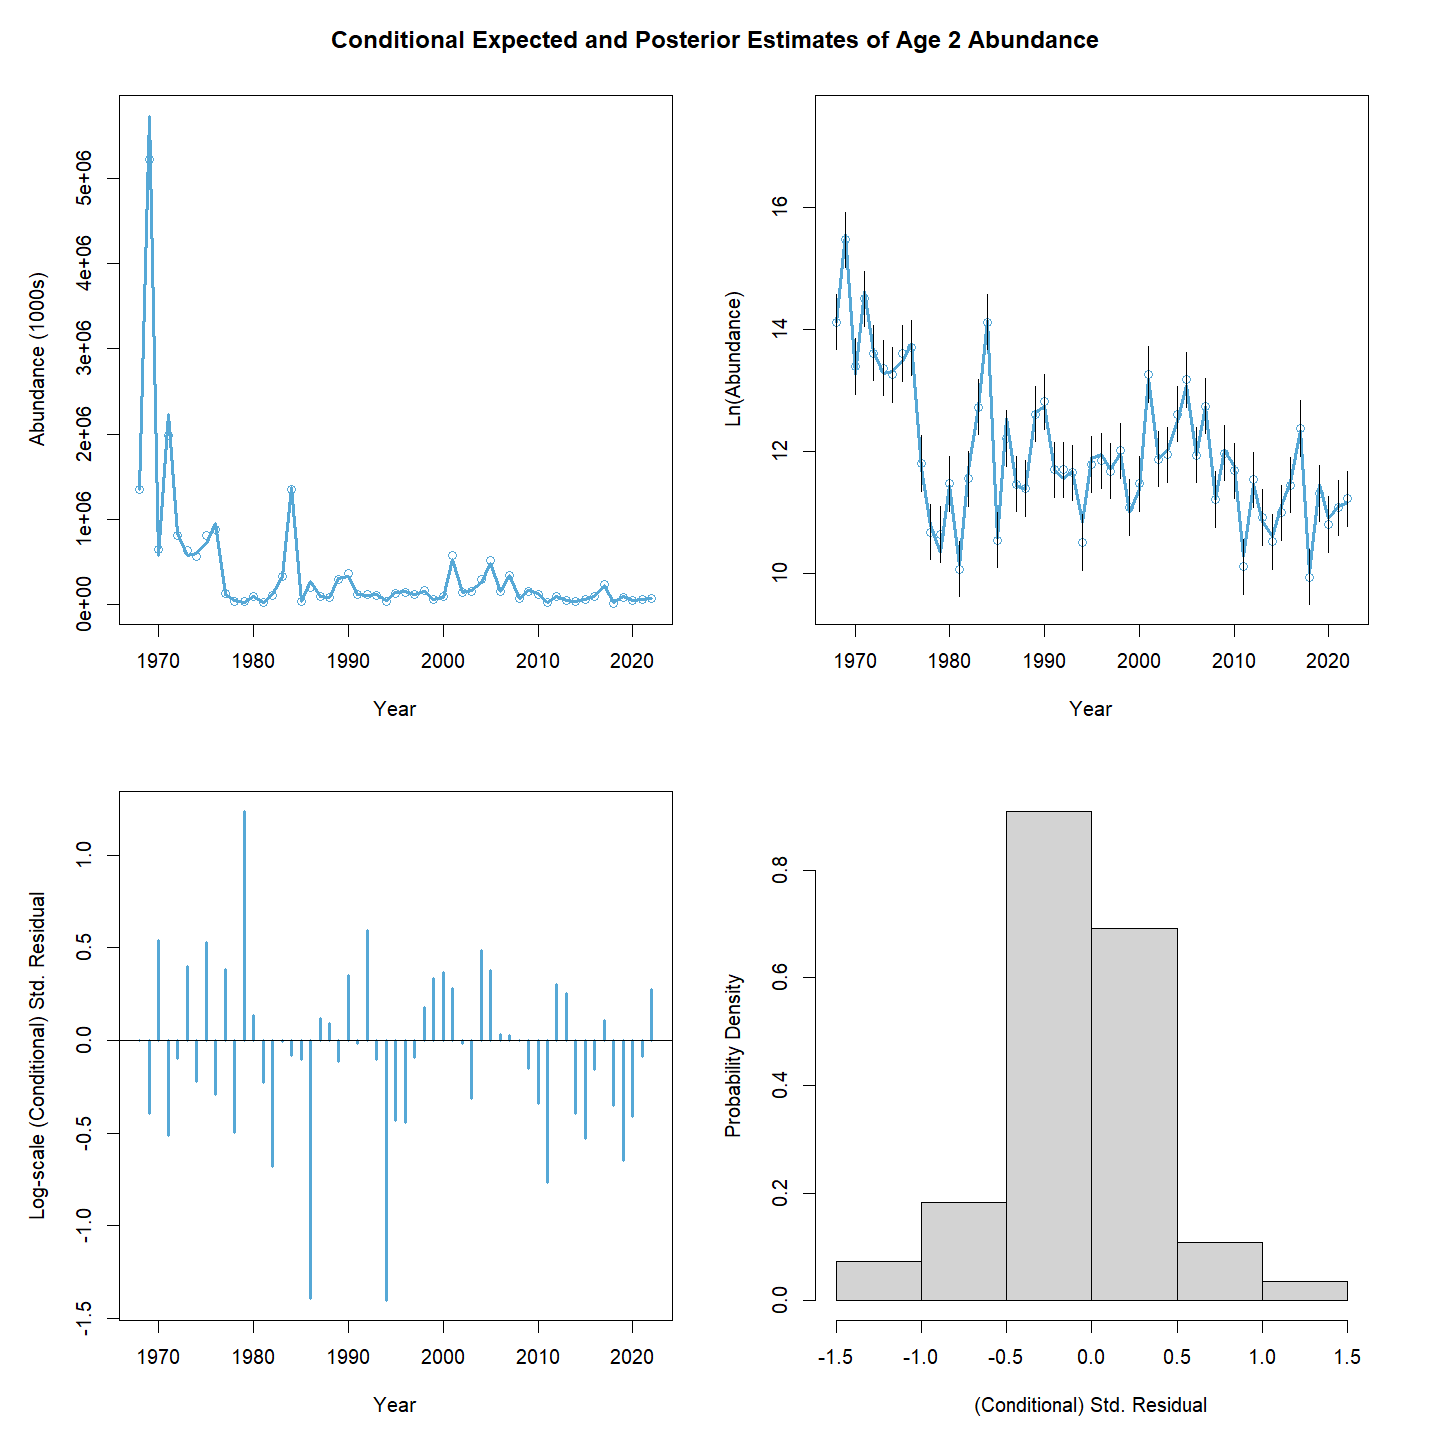 Conditional Expected and Posterior Estimates of Age 2 Abundance
Abundance (1000s)
5e+06
4e+06
3e+06
2e+06
1e+06
0e+00
1970 1980 1990 2000 2010 2020
Year
Ln(Abundance)
16
14
12
10
1970 1980 1990 2000 2010 2020
Year
Log-scale (Conditional) Std. Residual
1.0
0.5
0.0
-0.5
-1.0
-1.5
1970 1980 1990 2000 2010 2020
Year
Probability Density
0.8
0.6
0.4
0.2
0.0
-1.5 -1.0 -0.5 0.0 0.5 1.0 1.5
(Conditional) Std. Residual